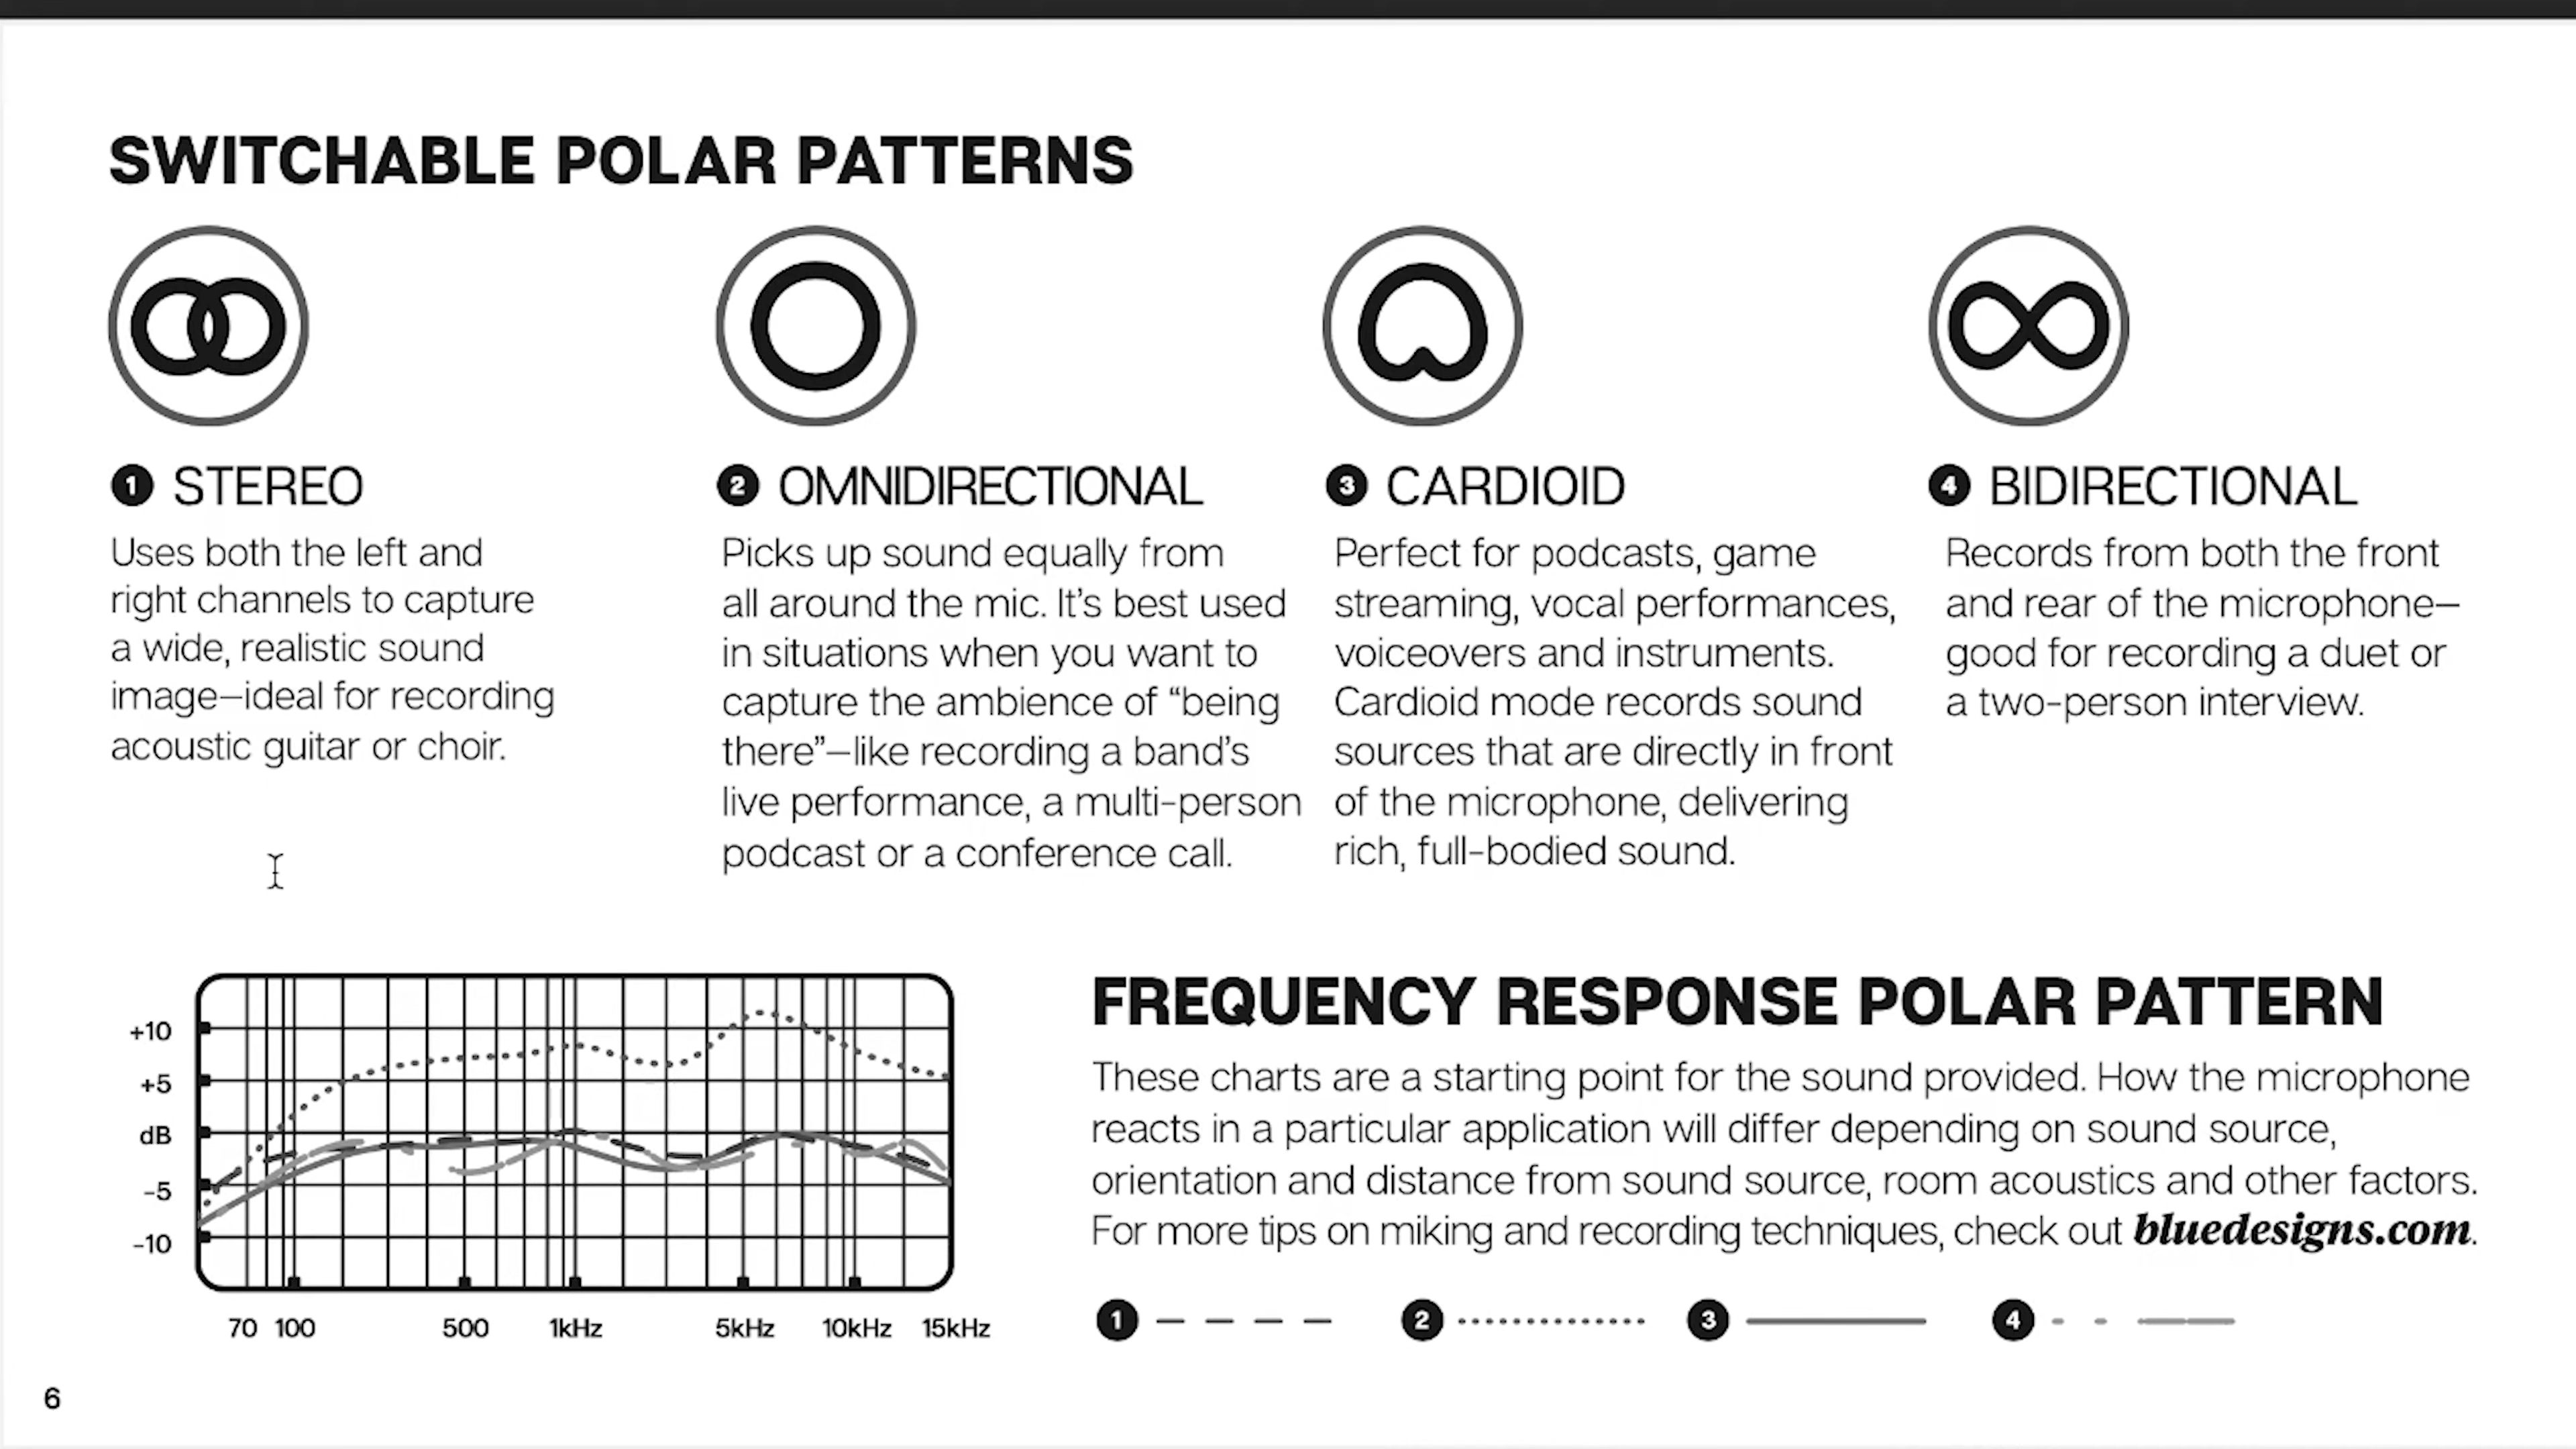 SWITCHABLE POLAR PATTERNS
1 STEREO
Uses both the left and
right channels to capture
a wide, realistic sound
image—ideal for recording
acoustic guitar or choir.
2 OMNIDIRECTIONAL
Picks up sound equally from
all around the mic. It’s best used
in situations when you want to
capture the ambience of “being
there”—like recording a band’s
live performance, a multi-person
podcast or a conference call.
3 CARDIOID
Perfect for podcasts, game
streaming, vocal performances,
voiceovers and instruments.
Cardioid mode records sound
sources that are directly in front
of the microphone, delivering
rich, full-bodied sound.
4 BIDIRECTIONAL
Records from both the front
and rear of the microphone—
good for recording a duet or
a two-person interview.
+10
+5
dB
-5
-10
70 100 500 1kHz 5kHz 10kHz 15kHz
FREQUENCY RESPONSE POLAR PATTERN
These charts are a starting point for the sound provided. How the microphone
reacts in a particular application will differ depending on sound source,
orientation and distance from sound source, room acoustics and other factors.
For more tips on miking and recording techniques, check out bluedesigns.com.
1 2 3 4
6